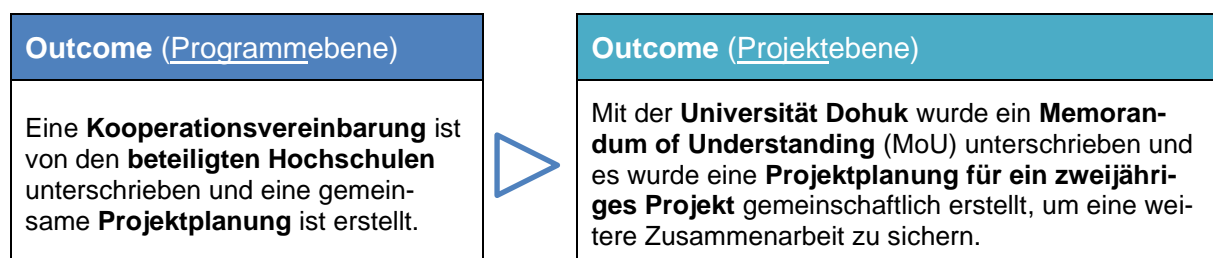 Outcome (Programmebene)
Eine Kooperationsvereinbarung ist
von den beteiligten Hochschulen
unterschrieben und eine gemein-
same Projektplanung ist erstellt.
Outcome (Projektebene)
Mit der Universität Dohuk wurde ein Memoran-
dum of Understanding (MoU) unterschrieben und
es wurde eine Projektplanung für ein zweijähri-
ges Projekt gemeinschaftlich erstellt, um eine wei-
tere Zusammenarbeit zu sichern.